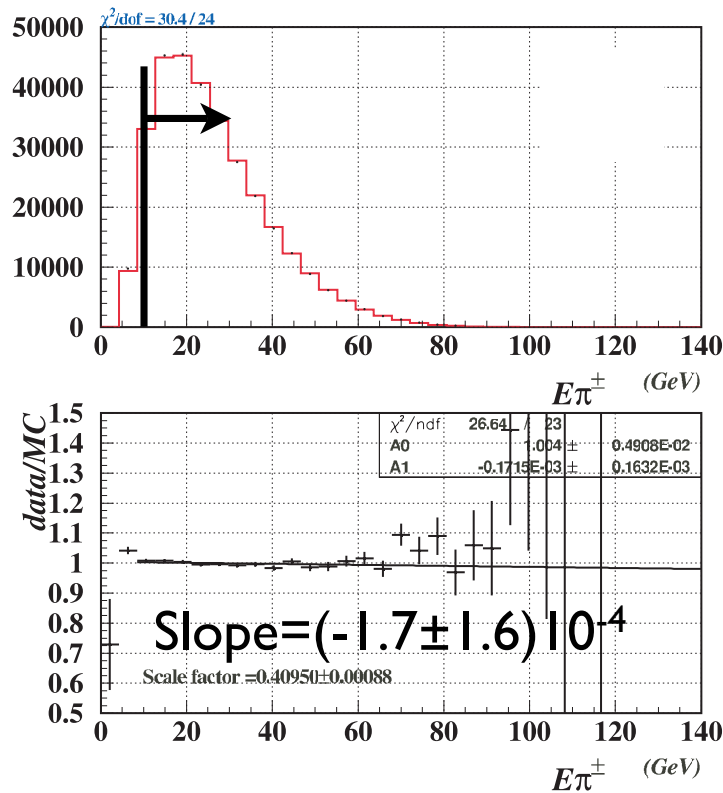 χ²/dof = 30.4 / 24
50000
40000
30000
20000
10000
0
0 20 40 60 80 100 120 140
Eπ± (GeV)
data/MC
1.5
1.4
1.3
1.2
1.1
1
0.9
0.8
0.7
0.6
0.5
χ²/ndf 26.64 / 23
A0 1.004 ± 0.4908E-02
A1 -0.1715E-03 ± 0.1632E-03
Slope=(-1.7±1.6)10⁻⁴
Scale factor =0.40950±0.00088
0 20 40 60 80 100 120 140
Eπ± (GeV)